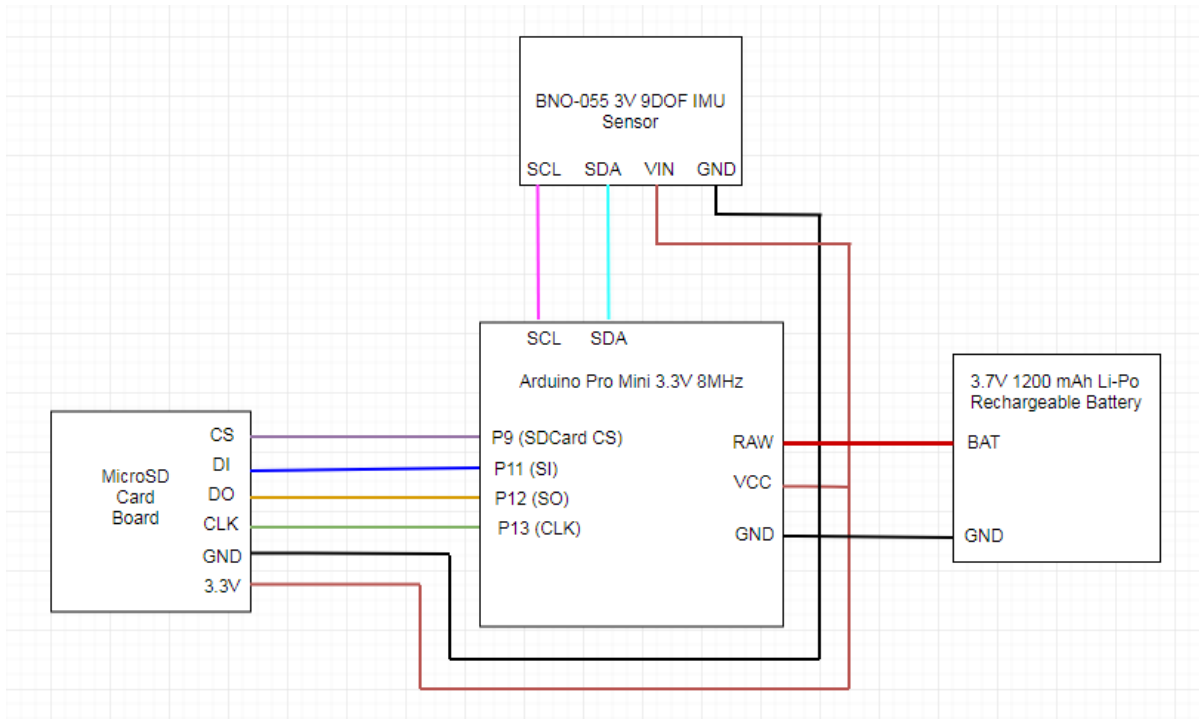 BNO-055 3V 9DOF IMU
Sensor
SCL SDA VIN GND
SCL SDA
Arduino Pro Mini 3.3V 8MHz
P9 (SDCard CS)
P11 (SI)
P12 (SO)
P13 (CLK)
RAW
VCC
GND
MicroSD
Card
Board
CS
DI
DO
CLK
GND
3.3V
3.7V 1200 mAh Li-Po
Rechargeable Battery
BAT
GND